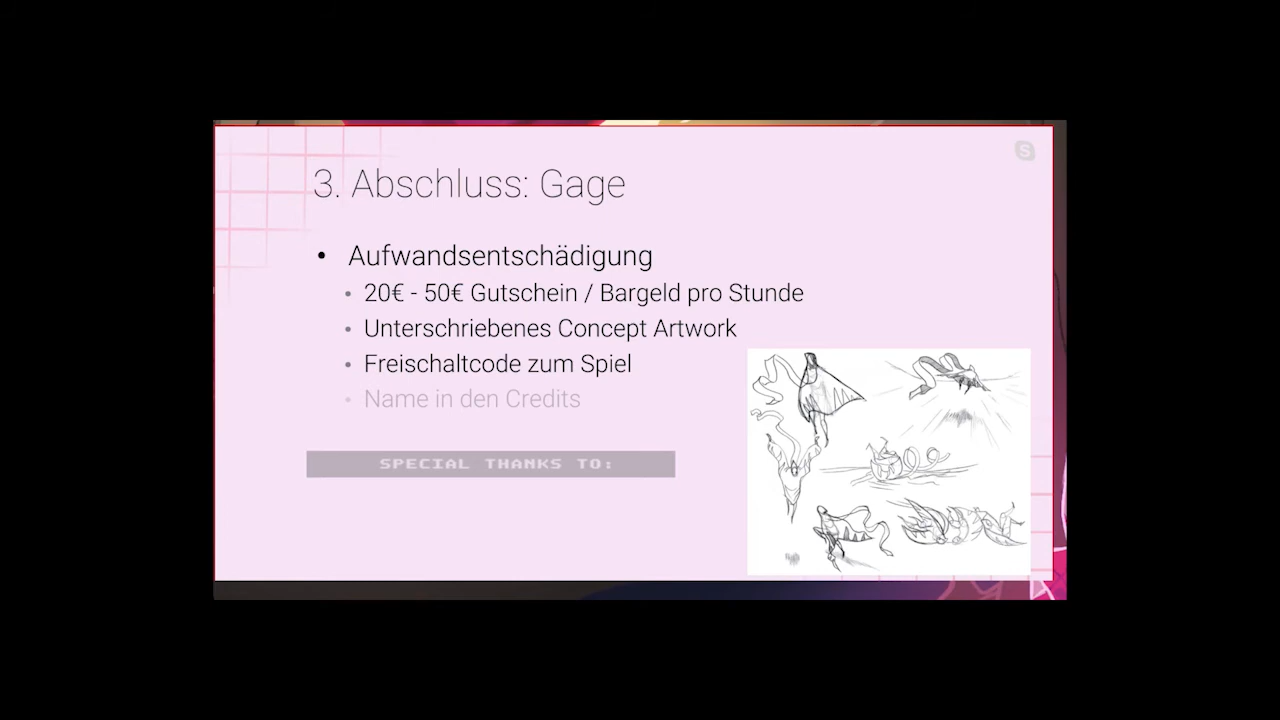 3. Abschluss: Gage
• Aufwandsentschädigung
• 20€ - 50€ Gutschein / Bargeld pro Stunde
• Unterschriebenes Concept Artwork
• Freischaltcode zum Spiel
• Name in den Credits
SPECIAL THANKS TO: